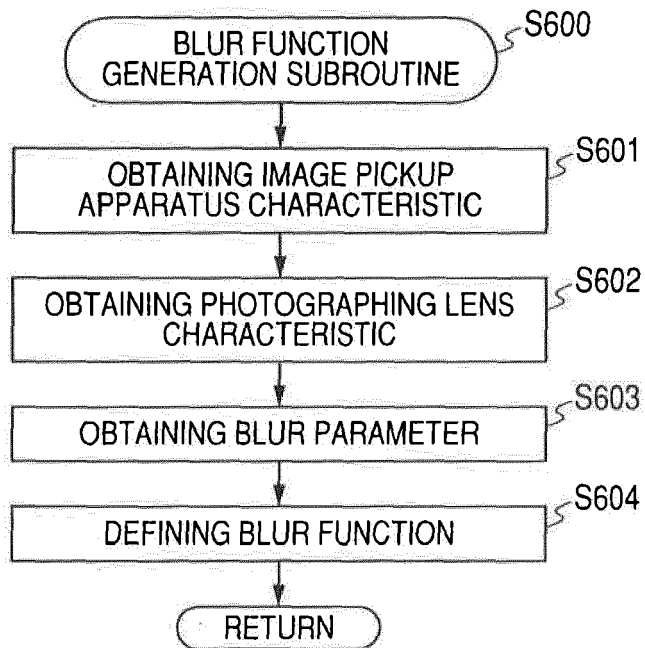 BLUR FUNCTION
GENERATION SUBROUTINE
S600
OBTAINING IMAGE PICKUP
APPARATUS CHARACTERISTIC
S601
OBTAINING PHOTOGRAPHING LENS
CHARACTERISTIC
S602
OBTAINING BLUR PARAMETER
S603
DEFINING BLUR FUNCTION
S604
RETURN